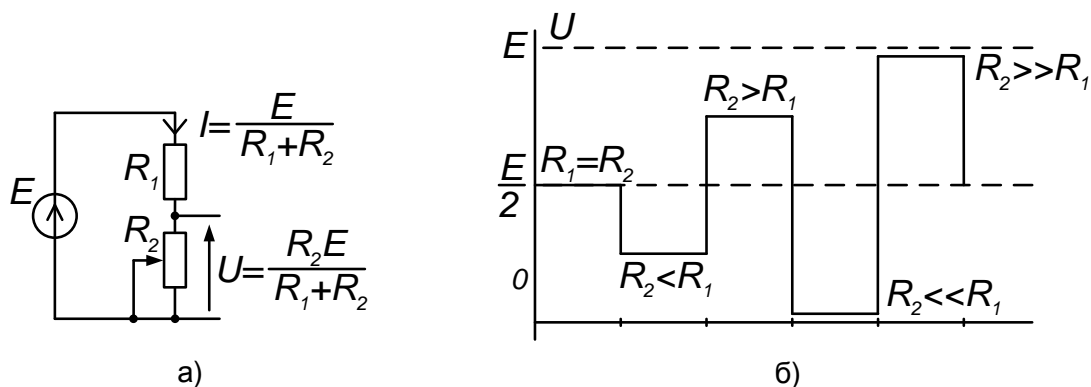 I=E/(R₁+R₂)
R₁
E
R₂
U=R₂E/(R₁+R₂)
а)
E
U
R₂>>R₁
R₂>R₁
R₁=R₂
E/2
R₂<R₁
0
R₂<<R₁
б)